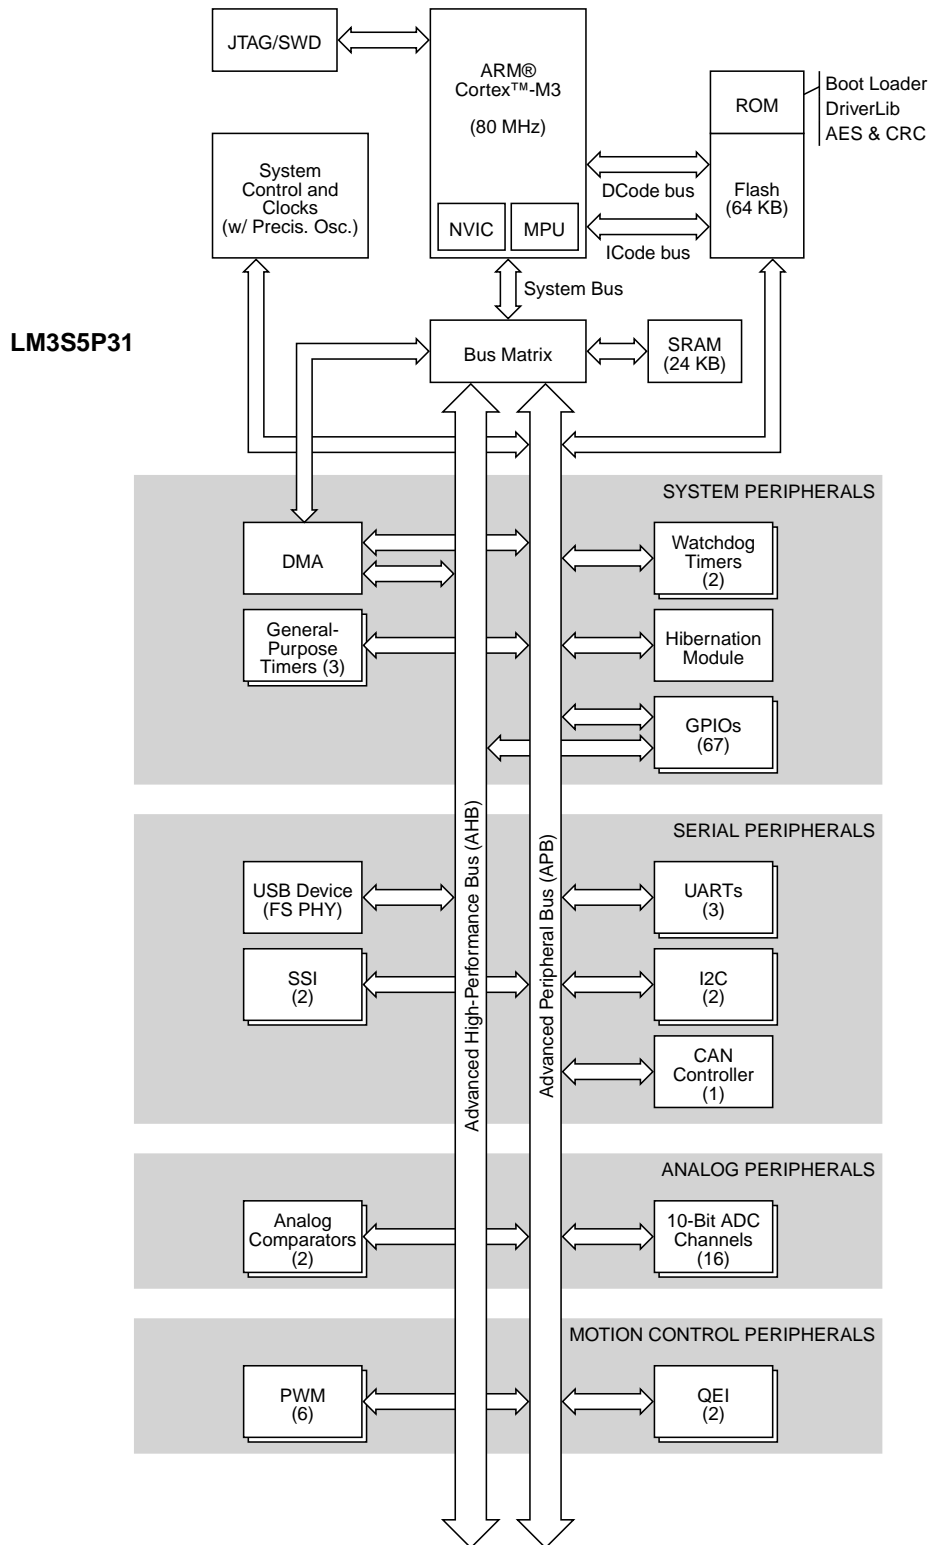 JTAG/SWD
ARM®
Cortex™-M3
(80 MHz)
NVIC
MPU
ROM
Boot Loader
DriverLib
AES & CRC
Flash
(64 KB)
DCode bus
ICode bus
System
Control and
Clocks
(w/ Precis. Osc.)
System Bus
LM3S5P31
Bus Matrix
SRAM
(24 KB)
SYSTEM PERIPHERALS
DMA
Watchdog
Timers
(2)
General-
Purpose
Timers (3)
Hibernation
Module
GPIOs
(67)
Advanced High-Performance Bus (AHB)
Advanced Peripheral Bus (APB)
SERIAL PERIPHERALS
USB Device
(FS PHY)
UARTs
(3)
SSI
(2)
I2C
(2)
CAN
Controller
(1)
ANALOG PERIPHERALS
Analog
Comparators
(2)
10-Bit ADC
Channels
(16)
MOTION CONTROL PERIPHERALS
PWM
(6)
QEI
(2)